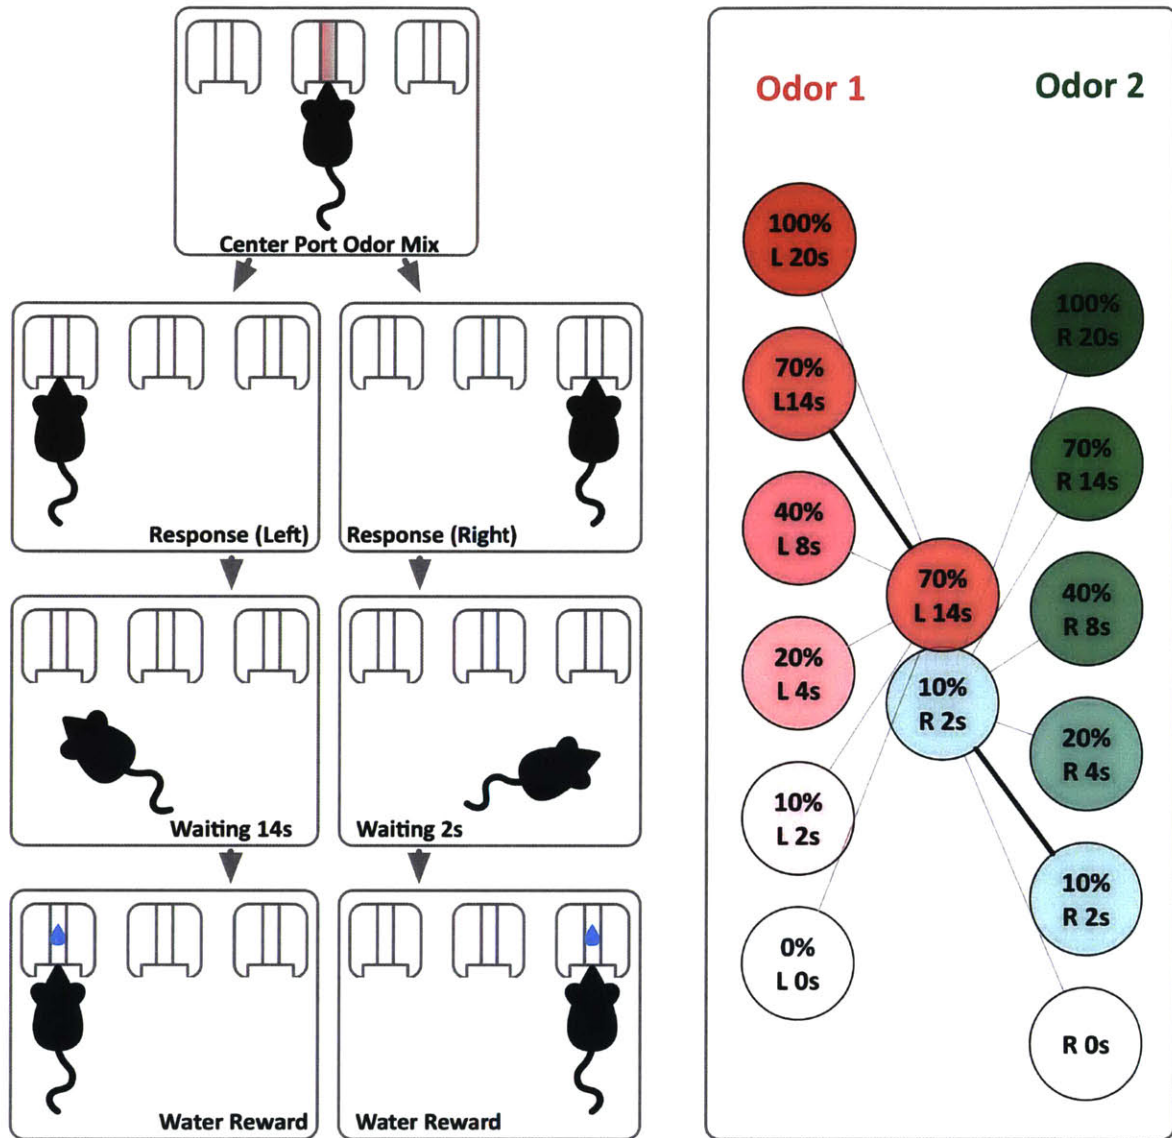 Center Port Odor Mix
Response (Left)
Response (Right)
Waiting 14s
Waiting 2s
Water Reward
Water Reward
Odor 1
Odor 2
100%
L 20s
70%
L14s
40%
L 8s
20%
L 4s
10%
L 2s
0%
L 0s
70%
L 14s
10%
R 2s
100%
R 20s
70%
R 14s
40%
R 8s
20%
R 4s
10%
R 2s
R 0s